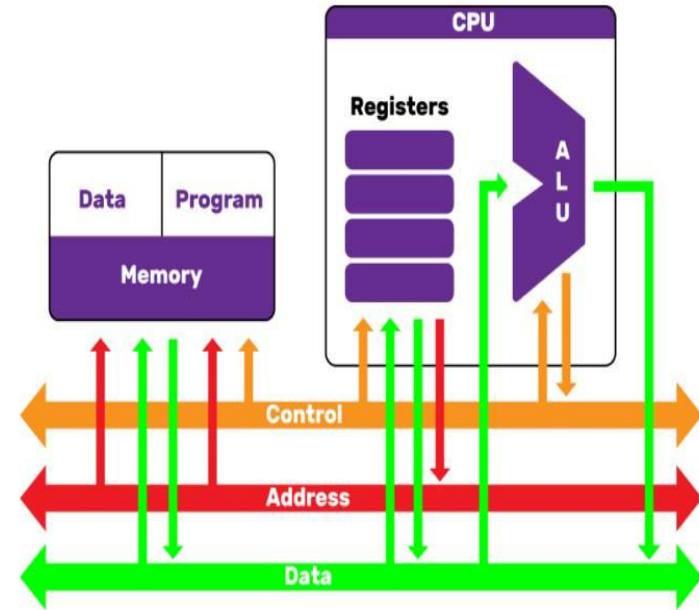 CPU
Registers
A
L
U
Data
Program
Memory
Control
Address
Data